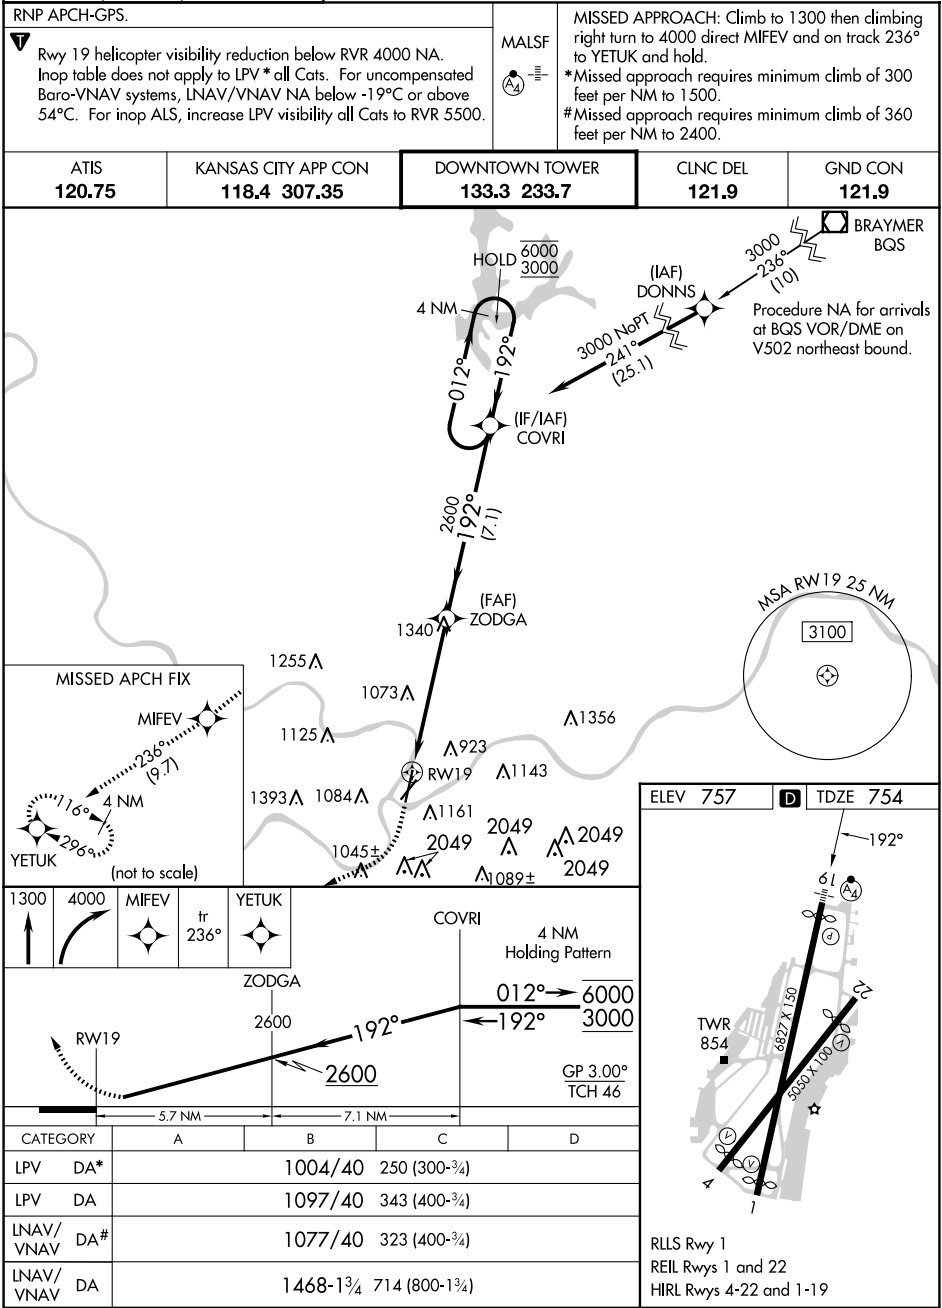 RNP APCH-GPS.
T
Rwy 19 helicopter visibility reduction below RVR 4000 NA.
Inop table does not apply to LPV * all Cats. For uncompensated
Baro-VNAV systems, LNAV/VNAV NA below -19°C or above
54°C. For inop ALS, increase LPV visibility all Cats to RVR 5500.
MALSF
A4
MISSED APPROACH: Climb to 1300 then climbing
right turn to 4000 direct MIFEV and on track 236°
to YETUK and hold.
*Missed approach requires minimum climb of 300
feet per NM to 1500.
#Missed approach requires minimum climb of 360
feet per NM to 2400.
ATIS
120.75
KANSAS CITY APP CON
118.4 307.35
DOWNTOWN TOWER
133.3 233.7
CLNC DEL
121.9
GND CON
121.9
BRAYMER
BQS
3000
236°
(10)
(IAF)
DONNS
Procedure NA for arrivals
at BQS VOR/DME on
V502 northeast bound.
3000 NoPT
241°
(25.1)
HOLD
6000
3000
4 NM
012°
192°
(IF/IAF)
COVRI
2600
192°
(7.1)
(FAF)
ZODGA
1340
1255
1073
1125
1356
923
RW19
1143
1393
1084
1161
2049
2049
2049
2049
1045±
1089±
MSA RW19 25 NM
3100
MISSED APCH FIX
MIFEV
236°
(9.7)
116°
4 NM
296°
YETUK
(not to scale)
ELEV 757
D
TDZE 754
192°
19
A4
P
22
6827 X 150
TWR
854
V
5050 X 100
V
V
4
1
RLLS Rwy 1
REIL Rwys 1 and 22
HIRL Rwys 4-22 and 1-19
1300
4000
MIFEV
tr
236°
YETUK
COVRI
4 NM
Holding Pattern
ZODGA
012°
6000
192°
3000
2600
192°
RW19
2600
GP 3.00°
TCH 46
5.7 NM
7.1 NM
CATEGORY A B C D
LPV DA* 1004/40 250 (300-¾)
LPV DA 1097/40 343 (400-¾)
LNAV/
VNAV DA# 1077/40 323 (400-¾)
LNAV/
VNAV DA 1468-1¾ 714 (800-1¾)